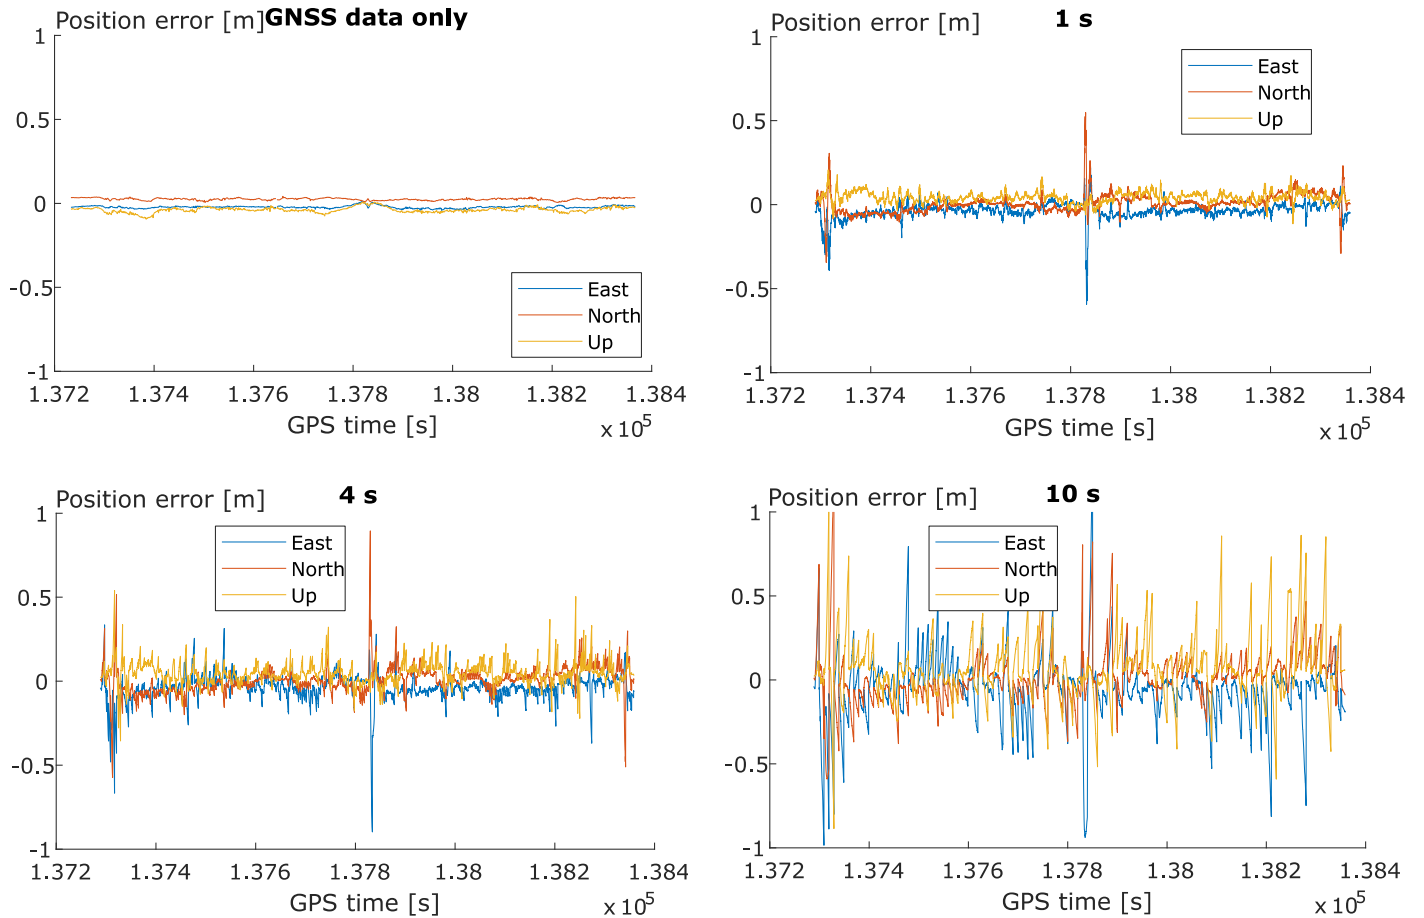 Position error [m] GNSS data only
1
0.5
0
-0.5
-1
East
North
Up
1.372 1.374 1.376 1.378 1.38 1.382 1.384
GPS time [s] x 10^5
Position error [m] 1 s
1
0.5
0
-0.5
-1
East
North
Up
1.372 1.374 1.376 1.378 1.38 1.382 1.384
GPS time [s] x 10^5
Position error [m] 4 s
1
0.5
0
-0.5
-1
East
North
Up
1.372 1.374 1.376 1.378 1.38 1.382 1.384
GPS time [s] x 10^5
Position error [m] 10 s
1
0.5
0
-0.5
-1
East
North
Up
1.372 1.374 1.376 1.378 1.38 1.382 1.384
GPS time [s] x 10^5